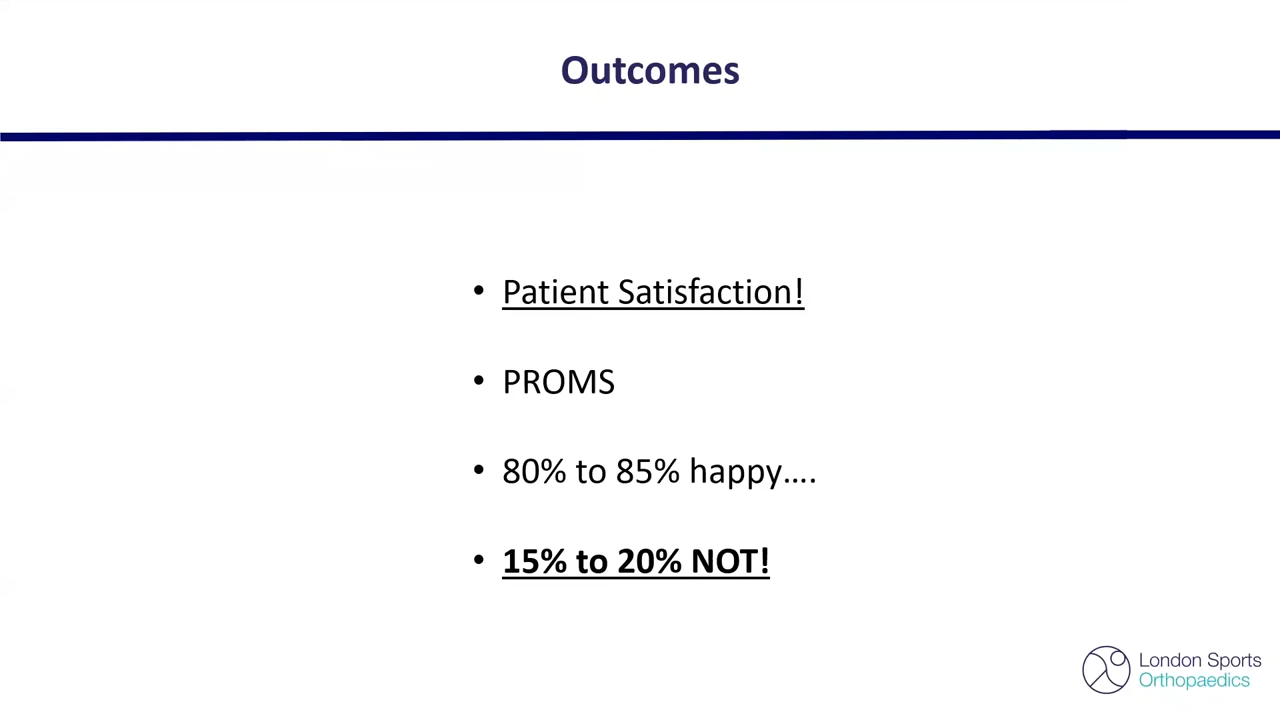 Outcomes
• Patient Satisfaction!
• PROMS
• 80% to 85% happy....
• 15% to 20% NOT!
London Sports
Orthopaedics